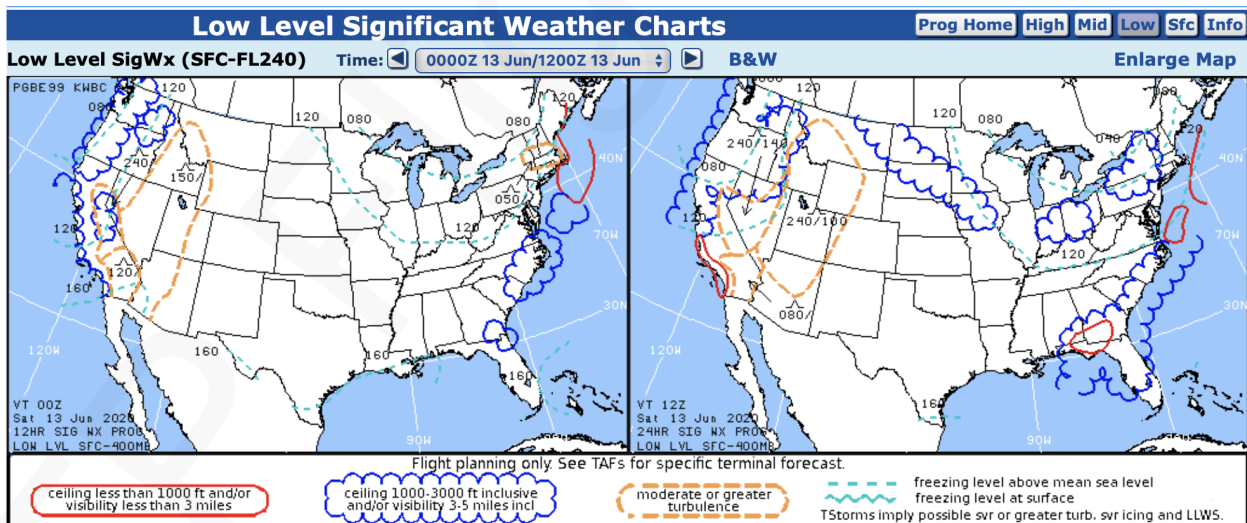 Low Level Significant Weather Charts
Prog Home High Mid Low Sfc Info
Low Level SigWx (SFC-FL240) Time: 0000Z 13 Jun/1200Z 13 Jun B&W Enlarge Map
PGBE99 KWBC
080
120
240/
150/
120
120/
160
120
080
080
120
050/
120
160
160
160
40N
70W
30N
120W
90W
VT 00Z
Sat 13 Jun 2020
12HR SIG WX PROG
LOW LVL SFC-400MB
120
240/140
080
120
240/100
080/
120
080
040
080
120
120
160
40N
70W
30N
120W
90W
VT 12Z
Sat 13 Jun 2020
24HR SIG WX PROG
LOW LVL SFC-400MB
Flight planning only. See TAFs for specific terminal forecast.
ceiling less than 1000 ft and/or
visibility less than 3 miles
ceiling 1000-3000 ft inclusive
and/or visibility 3-5 miles incl
moderate or greater
turbulence
freezing level above mean sea level
freezing level at surface
TStorms imply possible svr or greater turb, svr icing and LLWS.